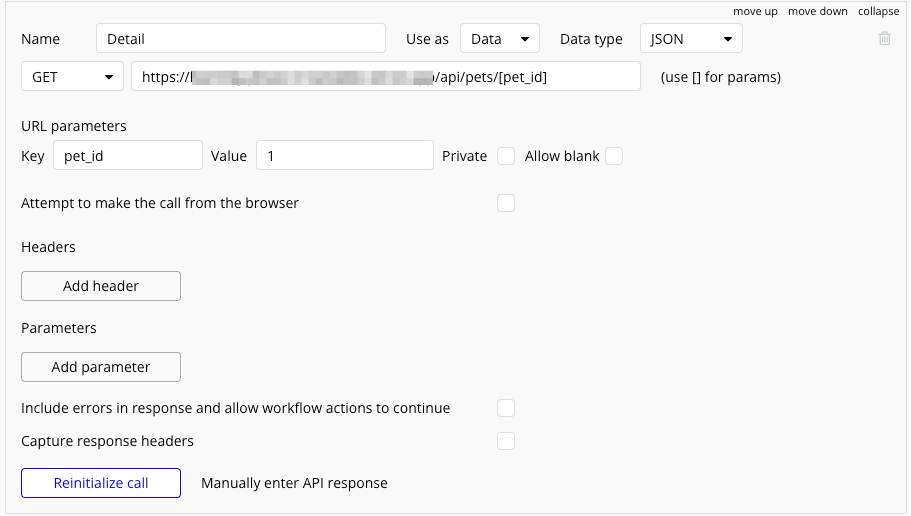 move up move down collapse
Name Detail Use as Data Data type JSON
GET https:// /api/pets/[pet_id] (use [] for params)
URL parameters
Key pet_id Value 1 Private Allow blank
Attempt to make the call from the browser
Headers
Add header
Parameters
Add parameter
Include errors in response and allow workflow actions to continue
Capture response headers
Reinitialize call Manually enter API response